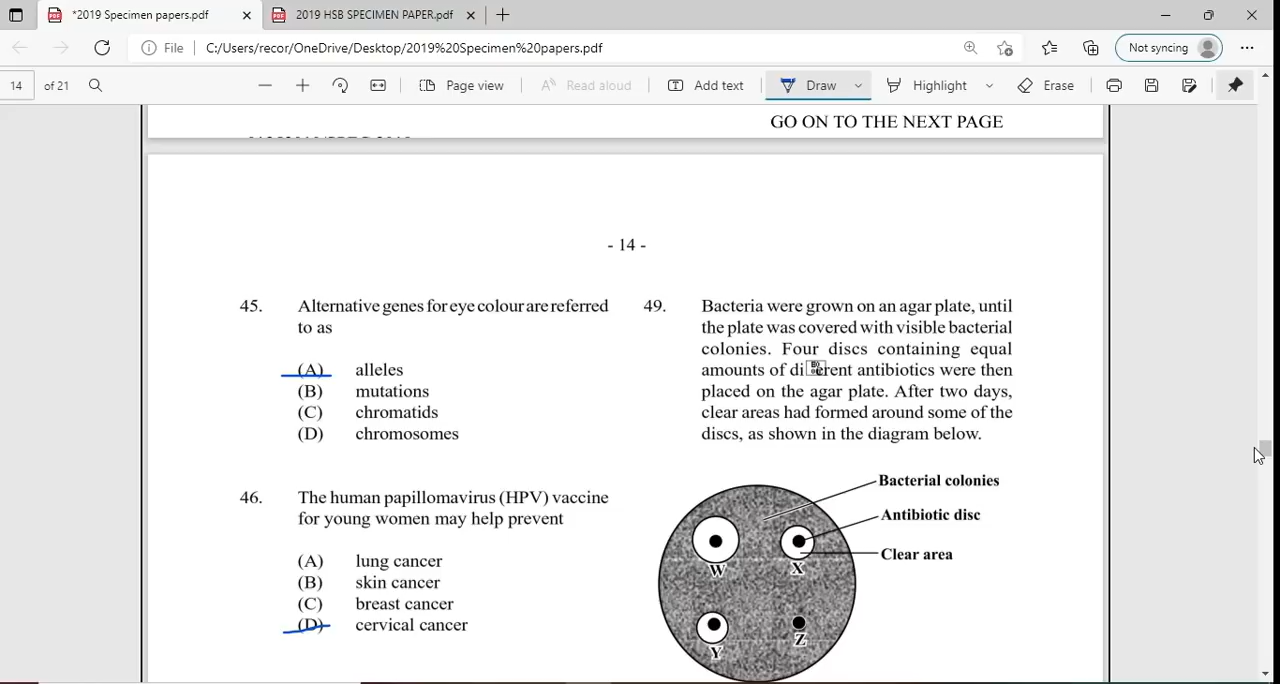 *2019 Specimen papers.pdf
2019 HSB SPECIMEN PAPER.pdf
File
C:/Users/recor/OneDrive/Desktop/2019%20Specimen%20papers.pdf
Not syncing
14
of 21
Page view
Read aloud
Add text
Draw
Highlight
Erase
GO ON TO THE NEXT PAGE
- 14 -
45. Alternative genes for eye colour are referred
to as
(A) alleles
(B) mutations
(C) chromatids
(D) chromosomes
46. The human papillomavirus (HPV) vaccine
for young women may help prevent
(A) lung cancer
(B) skin cancer
(C) breast cancer
(D) cervical cancer
49. Bacteria were grown on an agar plate, until
the plate was covered with visible bacterial
colonies. Four discs containing equal
amounts of different antibiotics were then
placed on the agar plate. After two days,
clear areas had formed around some of the
discs, as shown in the diagram below.
Bacterial colonies
Antibiotic disc
Clear area
W
X
Y
Z